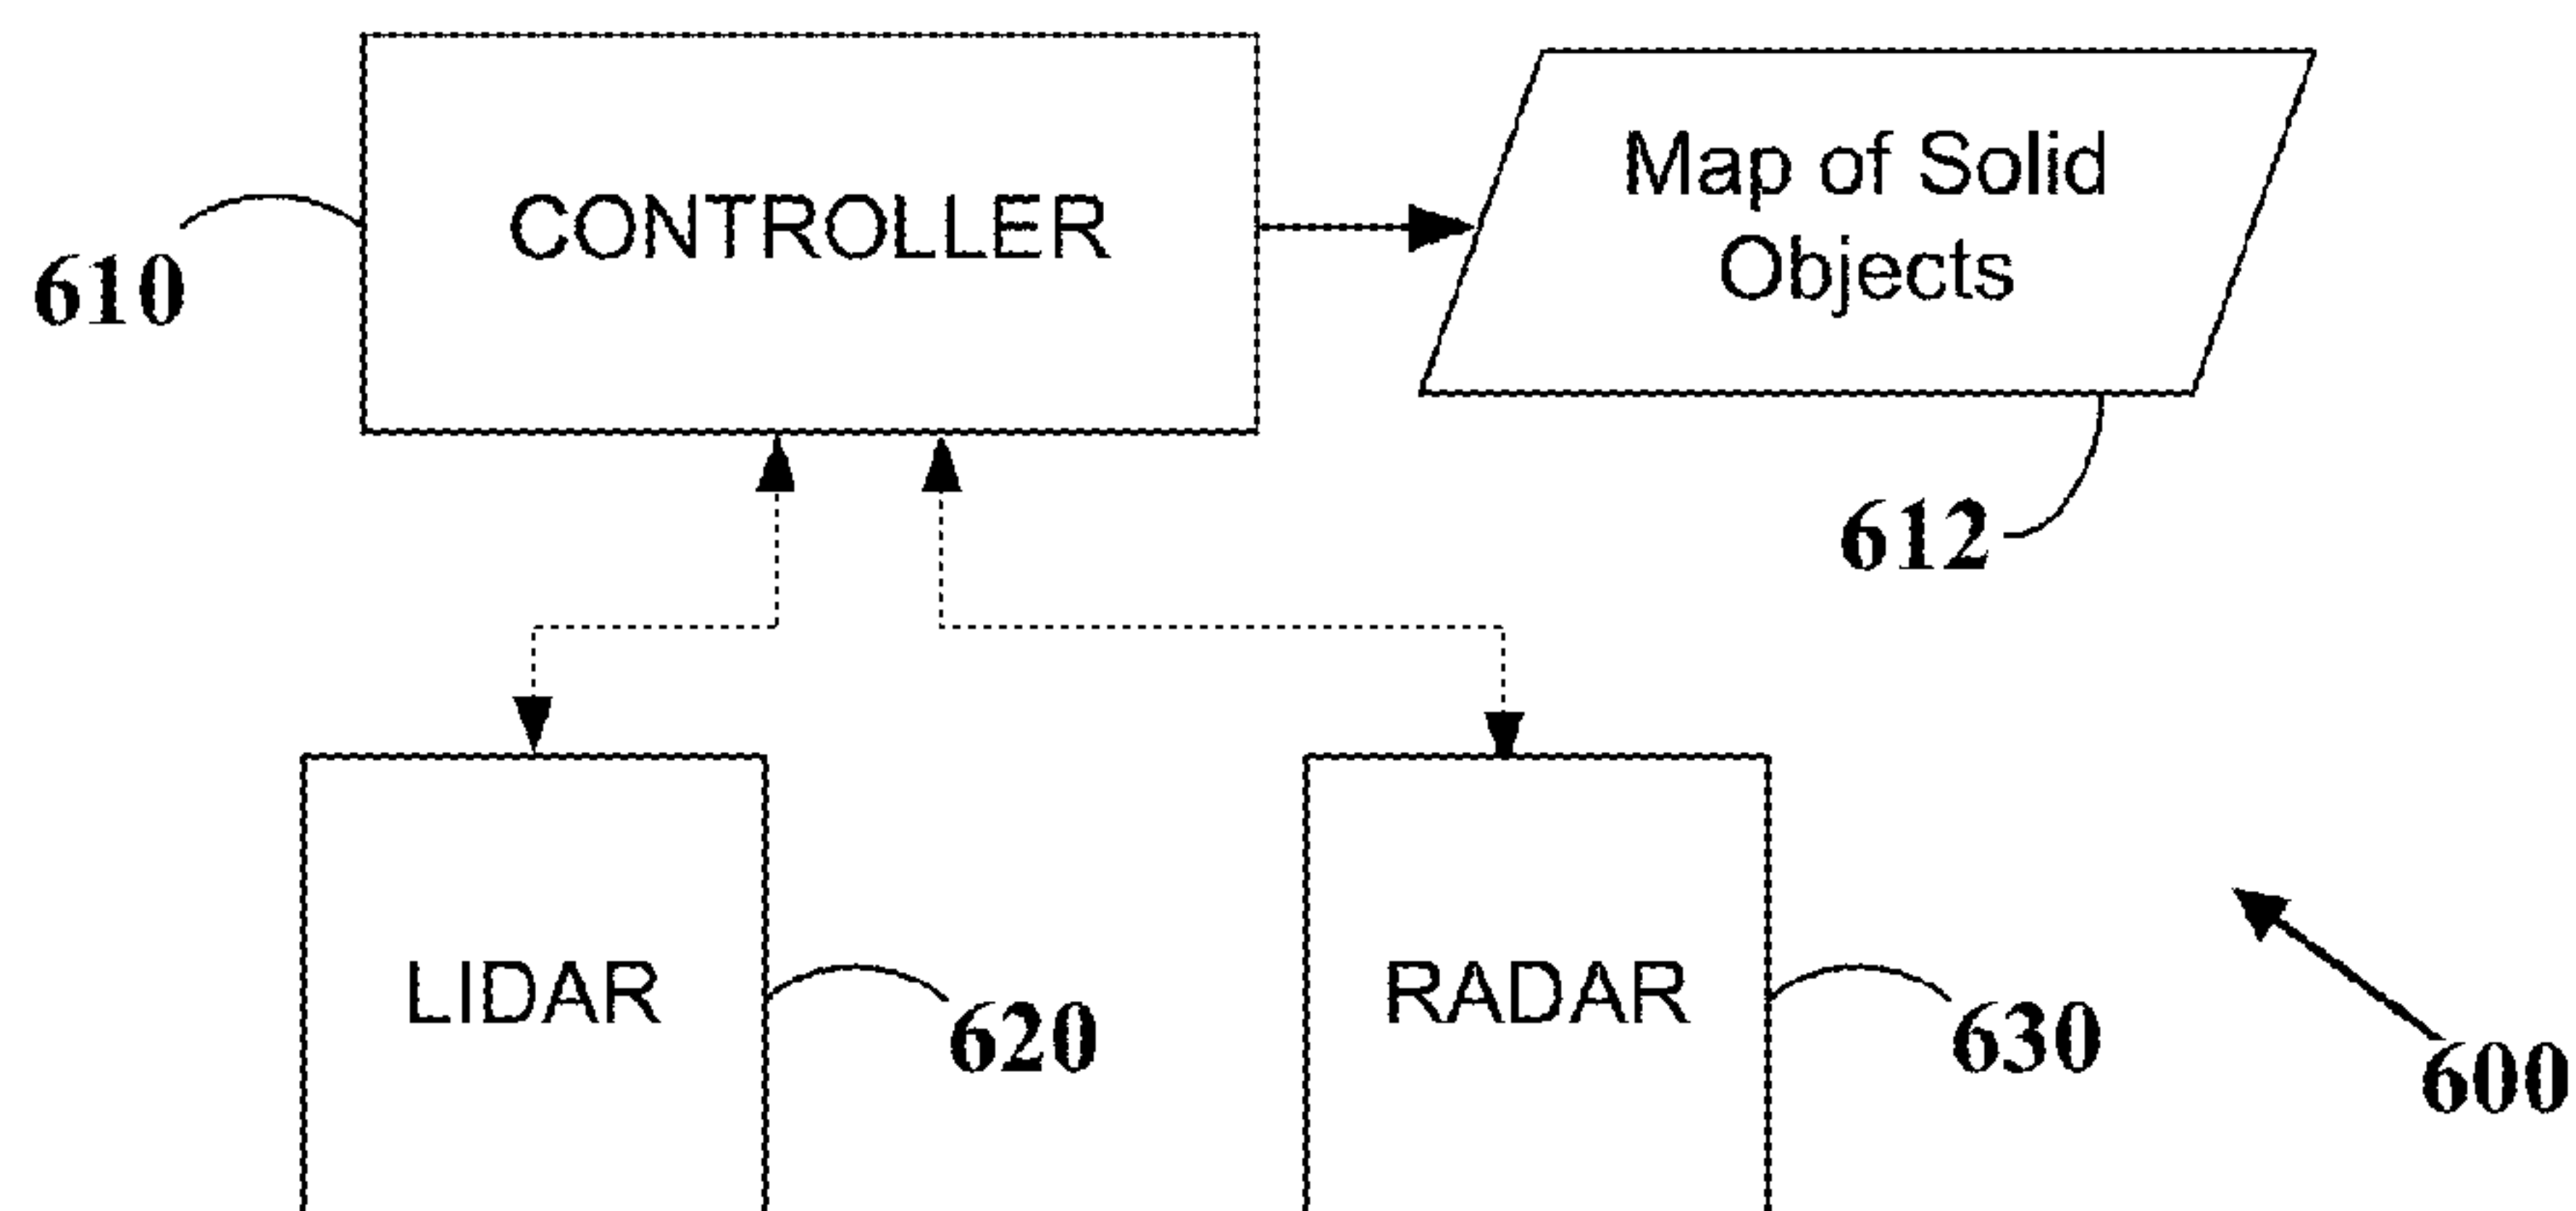 CONTROLLER
Map of Solid
Objects
610
612
LIDAR
RADAR
620
630
600